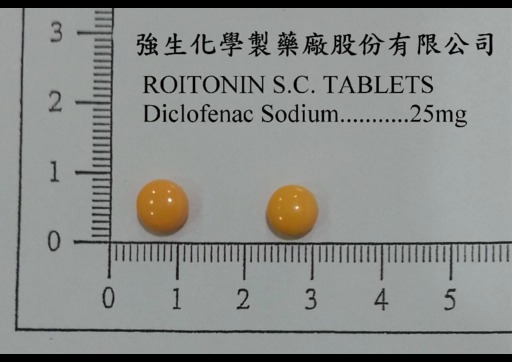 強生化學製藥廠股份有限公司
ROITONIN S.C. TABLETS
Diclofenac Sodium...........25mg
3
2
1
0
0 1 2 3 4 5